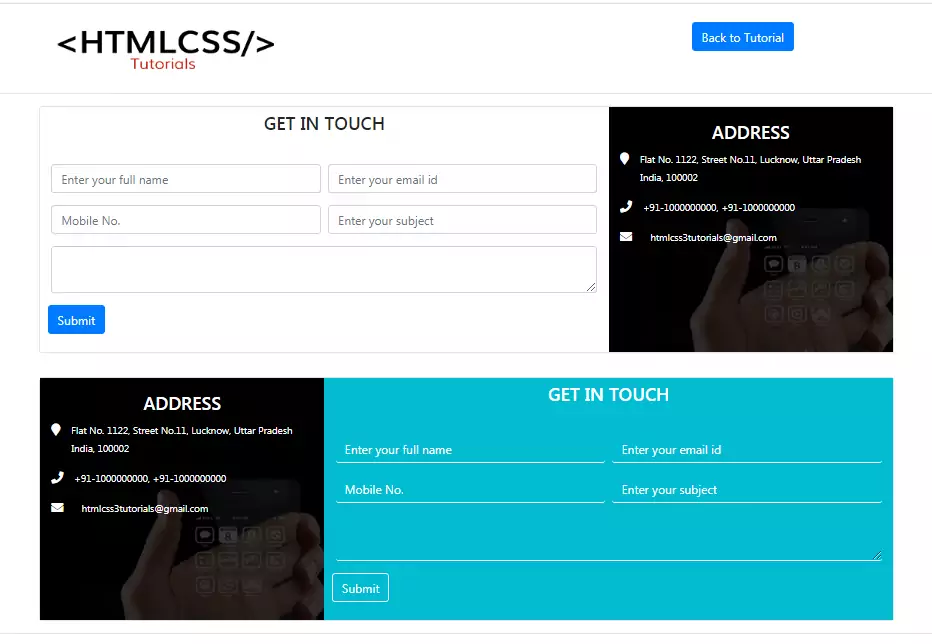 <HTMLCSS/>
Tutorials
Back to Tutorial
GET IN TOUCH
Enter your full name
Enter your email id
Mobile No.
Enter your subject
Submit
ADDRESS
Flat No. 1122, Street No.11, Lucknow, Uttar Pradesh
India, 100002
+91-1000000000, +91-1000000000
htmlcss3tutorials@gmail.com
ADDRESS
Flat No. 1122, Street No.11, Lucknow, Uttar Pradesh
India, 100002
+91-1000000000, +91-1000000000
htmlcss3tutorials@gmail.com
GET IN TOUCH
Enter your full name
Enter your email id
Mobile No.
Enter your subject
Submit